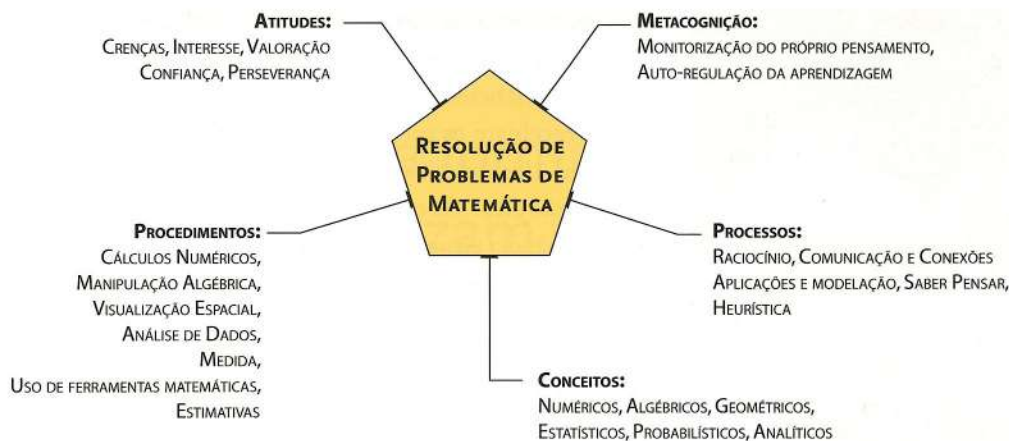 ATITUDES:
CRENÇAS, INTERESSE, VALORAÇÃO
CONFIANÇA, PERSEVERANÇA
METACOGNIÇÃO:
MONITORIZAÇÃO DO PRÓPRIO PENSAMENTO,
AUTO-REGULAÇÃO DA APRENDIZAGEM
RESOLUÇÃO DE
PROBLEMAS DE
MATEMÁTICA
PROCEDIMENTOS:
CÁLCULOS NUMÉRICOS,
MANIPULAÇÃO ALGÉBRICA,
VISUALIZAÇÃO ESPACIAL,
ANÁLISE DE DADOS,
MEDIDA,
USO DE FERRAMENTAS MATEMÁTICAS,
ESTIMATIVAS
PROCESSOS:
RACIOCÍNIO, COMUNICAÇÃO E CONEXÕES
APLICAÇÕES E MODELAÇÃO, SABER PENSAR,
HEURÍSTICA
CONCEITOS:
NUMÉRICOS, ALGÉBRICOS, GEOMÉTRICOS,
ESTATÍSTICOS, PROBABILÍSTICOS, ANALÍTICOS